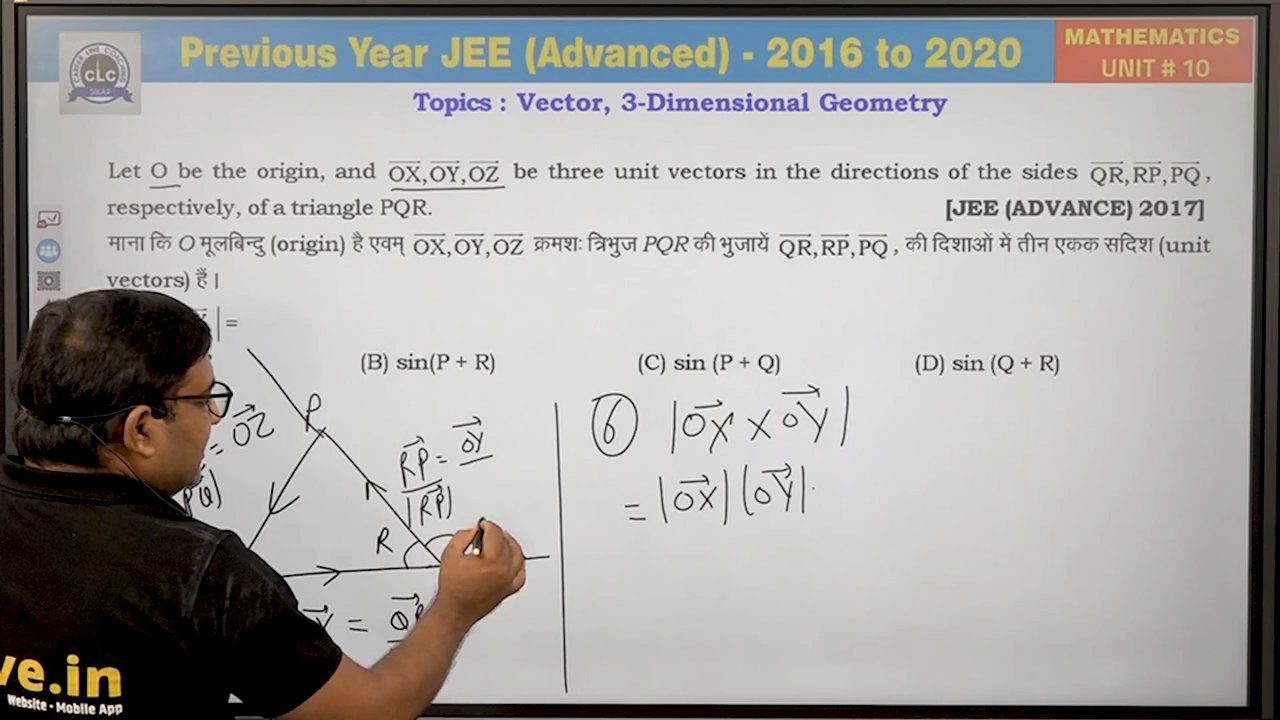 Previous Year JEE (Advanced) - 2016 to 2020
MATHEMATICS
UNIT # 10
CLC
SIKAR
Topics : Vector, 3-Dimensional Geometry
Let O be the origin, and OX,OY,OZ be three unit vectors in the directions of the sides QR,RP,PQ,
respectively, of a triangle PQR. [JEE (ADVANCE) 2017]
माना कि O मूलबिन्दु (origin) है एवम् OX,OY,OZ क्रमशः त्रिभुज PQR की भुजायें QR,RP,PQ, की दिशाओं में तीन एकक सदिश (unit
vectors) हैं।
| =
(B) sin(P + R) (C) sin (P + Q) (D) sin (Q + R)
P
= OZ
RP = OY
|RP|
R
6 |OX × OY|
= |OX| |OY|
=
ve.in
Website - Mobile App